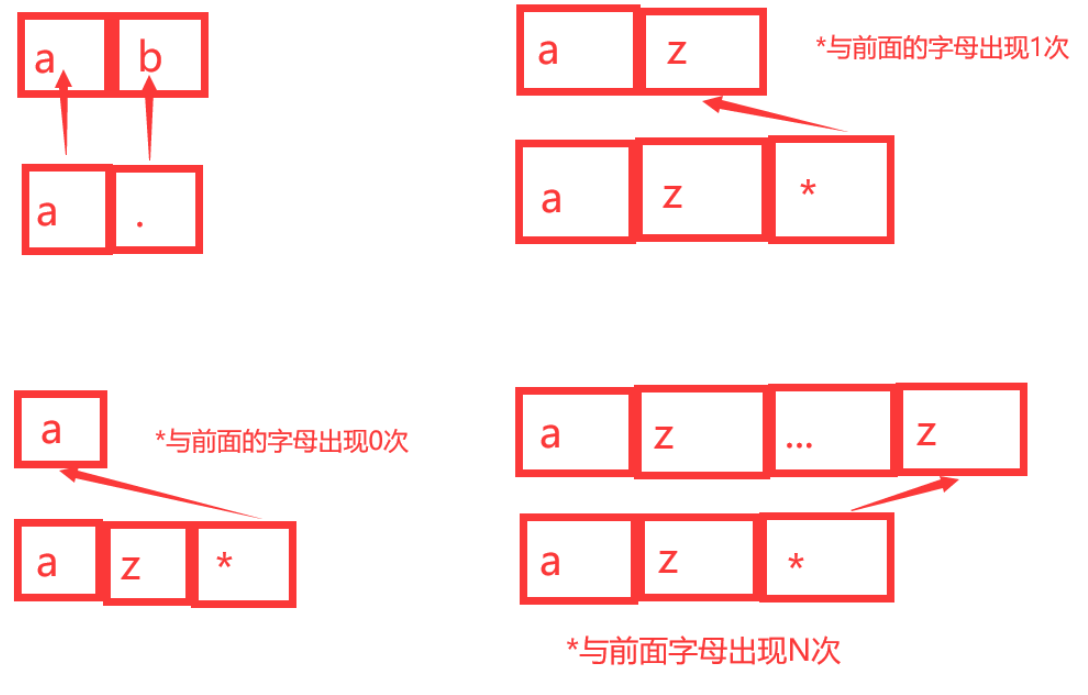 a b
a .
a z *与前面的字母出现1次
a z *
a *与前面的字母出现0次
a z *
a z ... z
a z *
*与前面字母出现N次